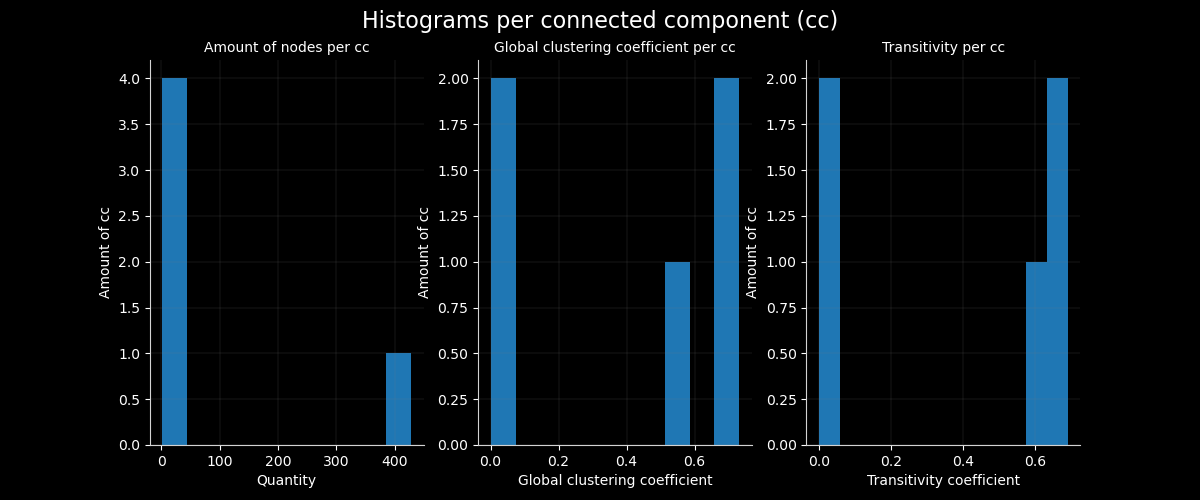 Histograms per connected component (cc)
Amount of nodes per cc
Amount of cc
4.0
3.5
3.0
2.5
2.0
1.5
1.0
0.5
0.0
0 100 200 300 400
Quantity
Global clustering coefficient per cc
Amount of cc
2.00
1.75
1.50
1.25
1.00
0.75
0.50
0.25
0.00
0.0 0.2 0.4 0.6
Global clustering coefficient
Transitivity per cc
Amount of cc
2.00
1.75
1.50
1.25
1.00
0.75
0.50
0.25
0.00
0.0 0.2 0.4 0.6
Transitivity coefficient